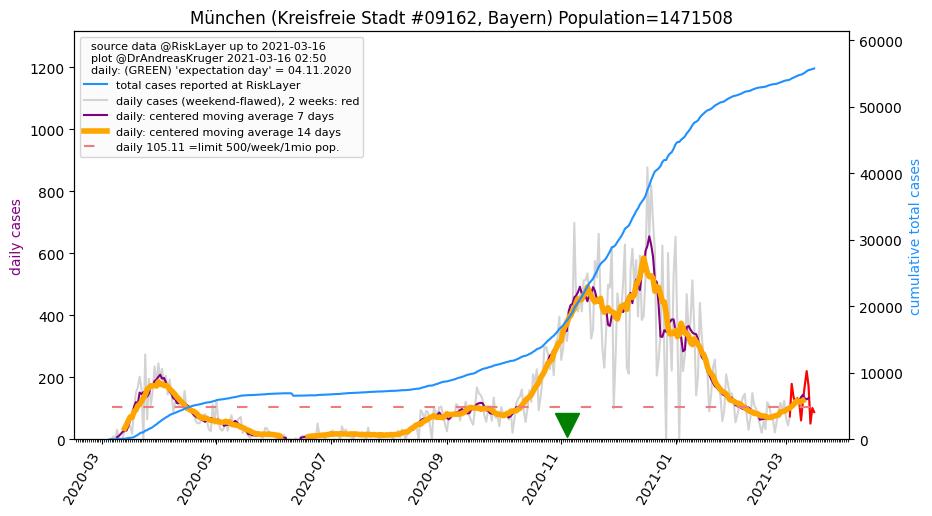 München (Kreisfreie Stadt #09162, Bayern) Population=1471508
source data @RiskLayer up to 2021-03-16
plot @DrAndreasKruger 2021-03-16 02:50
daily: (GREEN) 'expectation day' = 04.11.2020
total cases reported at RiskLayer
daily cases (weekend-flawed), 2 weeks: red
daily: centered moving average 7 days
daily: centered moving average 14 days
daily 105.11 =limit 500/week/1mio pop.
daily cases
1200
1000
800
600
400
200
0
cumulative total cases
60000
50000
40000
30000
20000
10000
0
2020-03
2020-05
2020-07
2020-09
2020-11
2021-01
2021-03